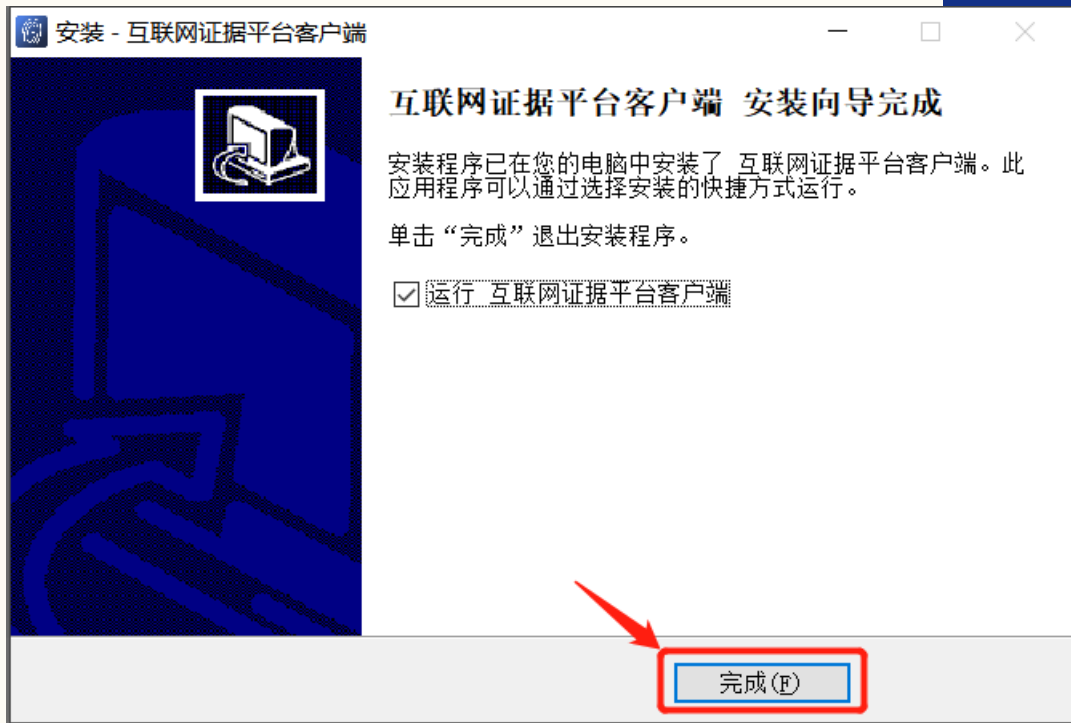 安装 - 互联网证据平台客户端
互联网证据平台客户端 安装向导完成
安装程序已在您的电脑中安装了 互联网证据平台客户端。此
应用程序可以通过选择安装的快捷方式运行。
单击“完成”退出安装程序。
运行 互联网证据平台客户端
完成(F)